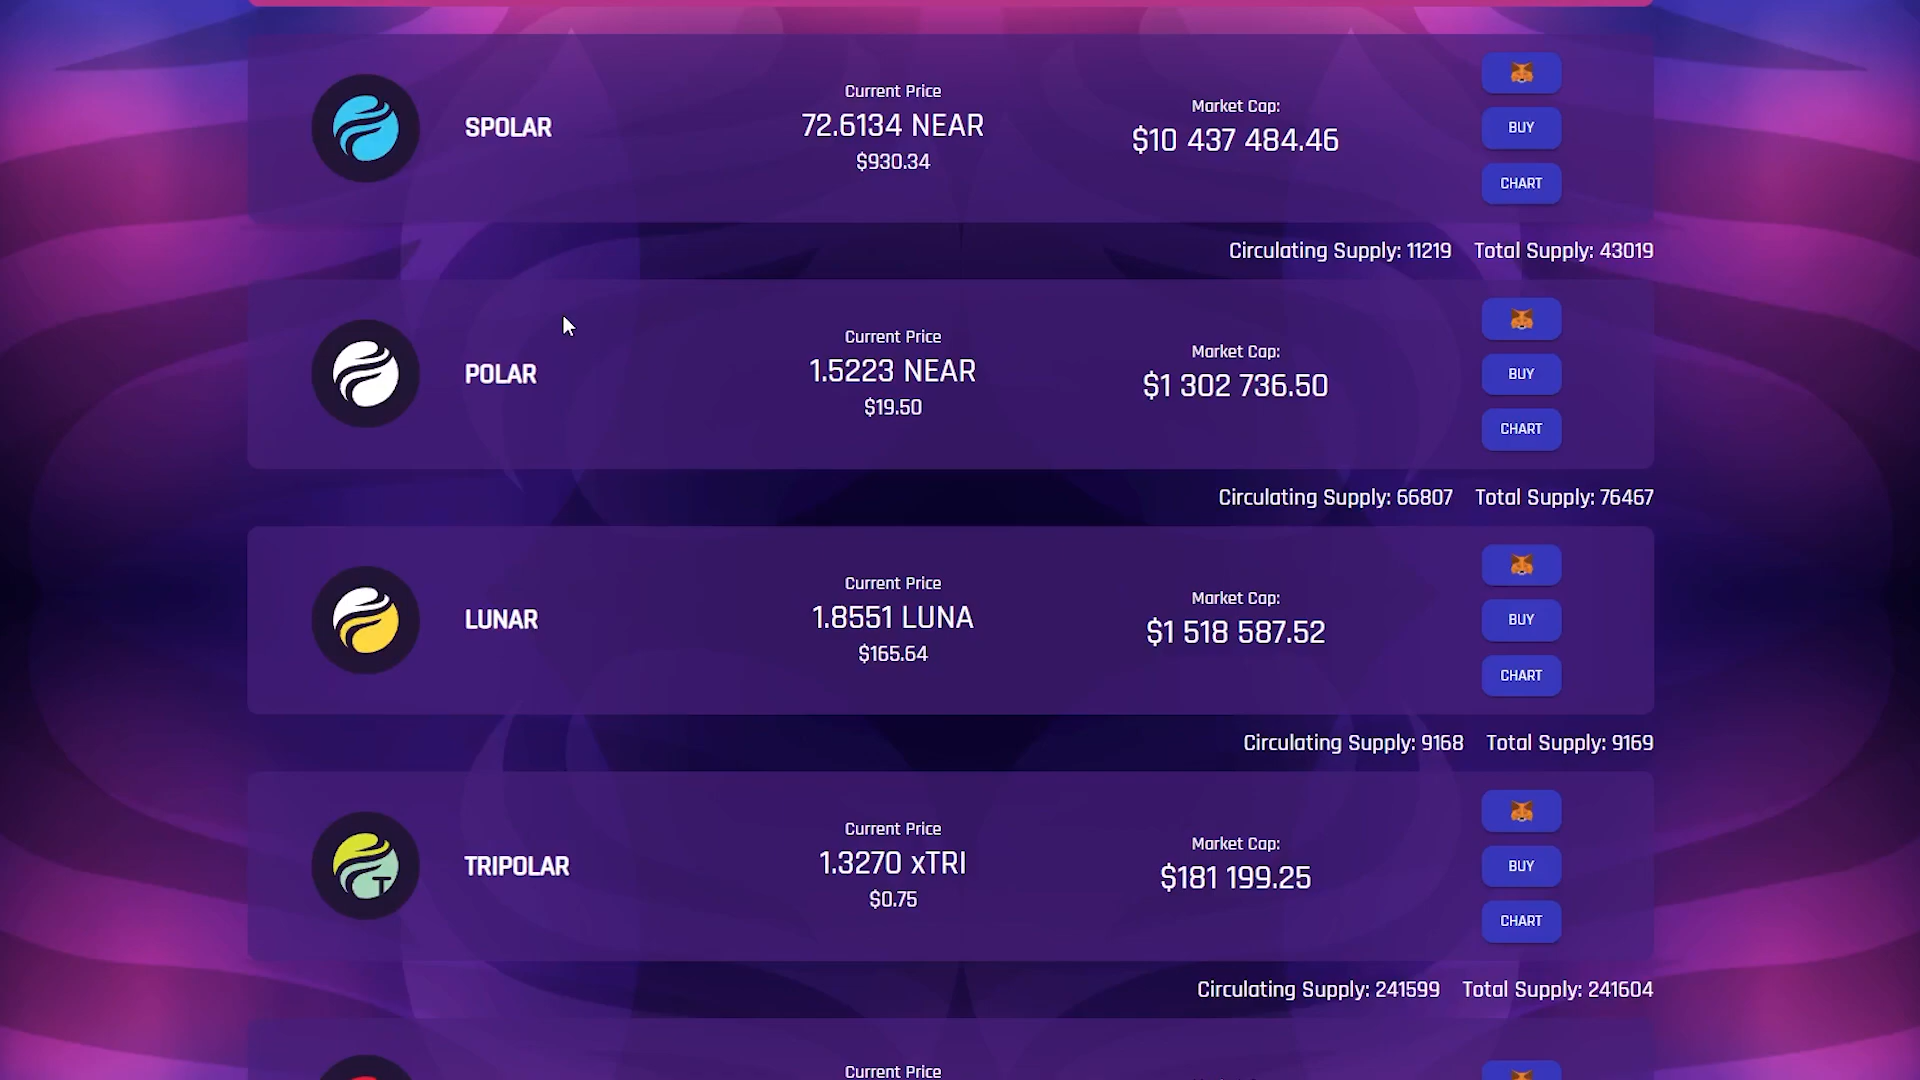 SPOLAR
Current Price
72.6134 NEAR
$930.34
Market Cap:
$10 437 484.46
BUY
CHART
Circulating Supply: 11219 Total Supply: 43019
POLAR
Current Price
1.5223 NEAR
$19.50
Market Cap:
$1 302 736.50
BUY
CHART
Circulating Supply: 66807 Total Supply: 76467
LUNAR
Current Price
1.8551 LUNA
$165.64
Market Cap:
$1 518 587.52
BUY
CHART
Circulating Supply: 9168 Total Supply: 9169
TRIPOLAR
Current Price
1.3270 xTRI
$0.75
Market Cap:
$181 199.25
BUY
CHART
Circulating Supply: 241599 Total Supply: 241604
Current Price